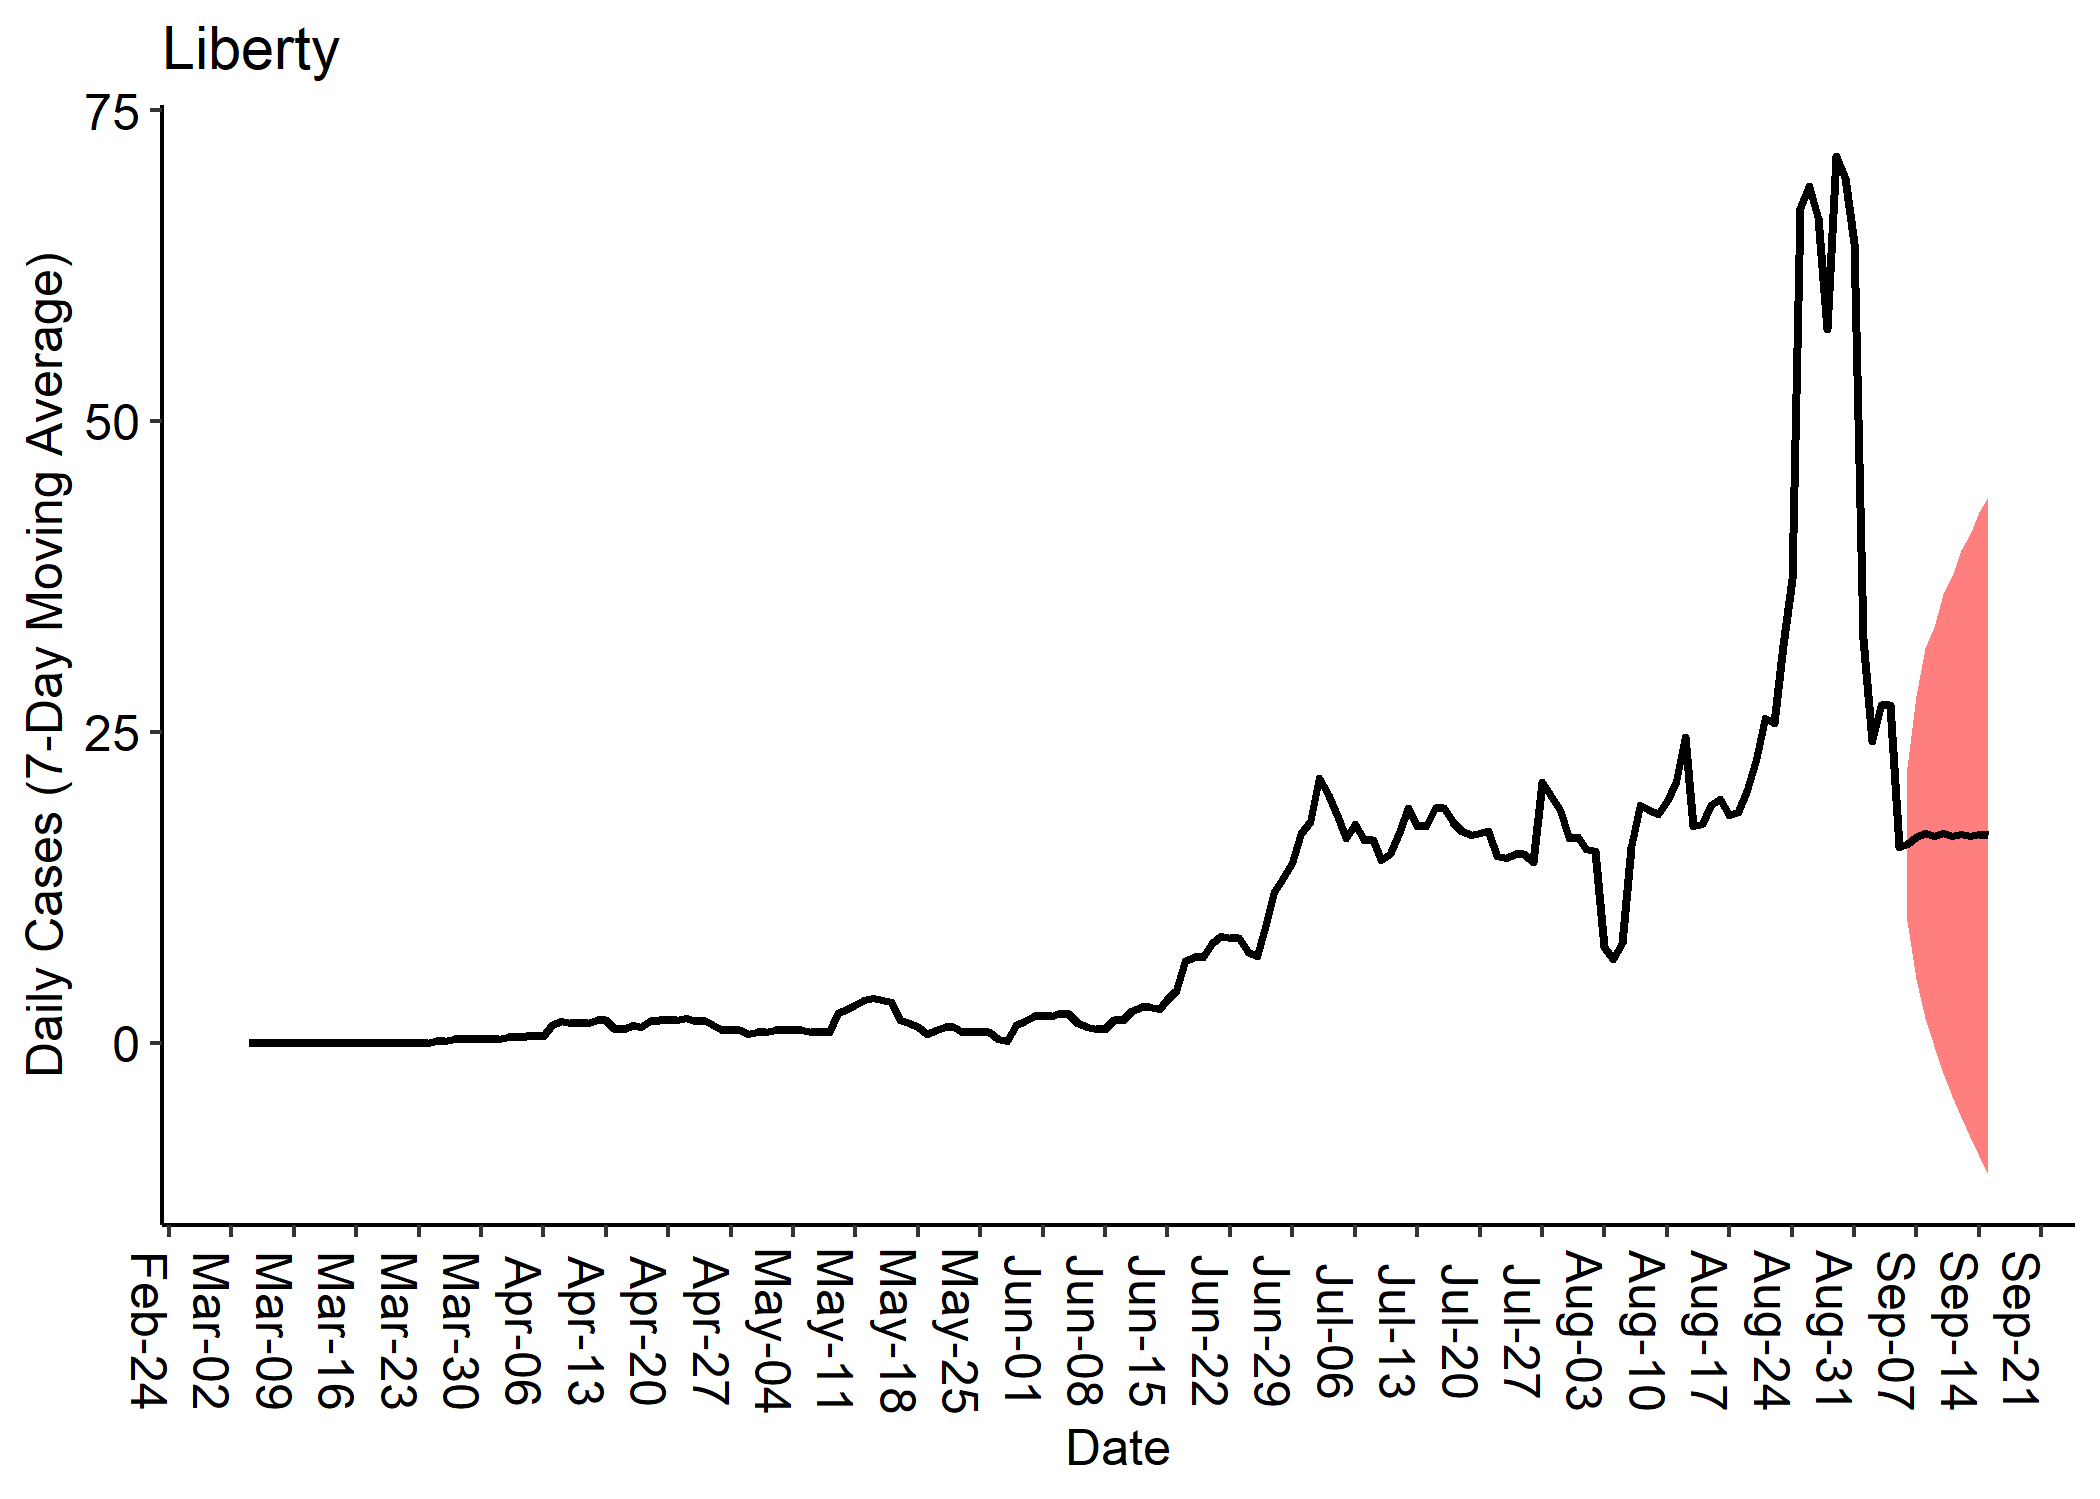 Liberty
Daily Cases (7-Day Moving Average)
75
50
25
0
Feb-24
Mar-02
Mar-09
Mar-16
Mar-23
Mar-30
Apr-06
Apr-13
Apr-20
Apr-27
May-04
May-11
May-18
May-25
Jun-01
Jun-08
Jun-15
Jun-22
Jun-29
Jul-06
Jul-13
Jul-20
Jul-27
Aug-03
Aug-10
Aug-17
Aug-24
Aug-31
Sep-07
Sep-14
Sep-21
Date